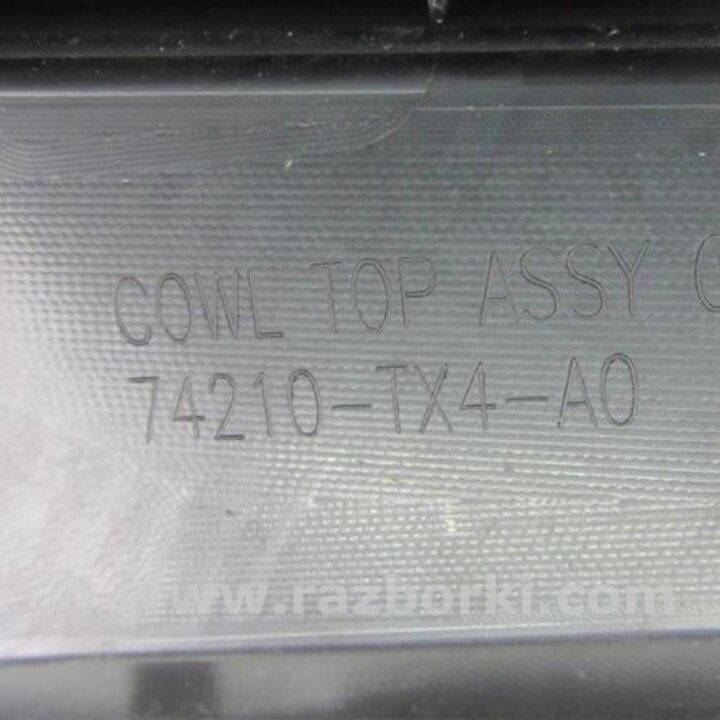 COWL TOP ASSY
74210-TX4-A0
www.razborki.com